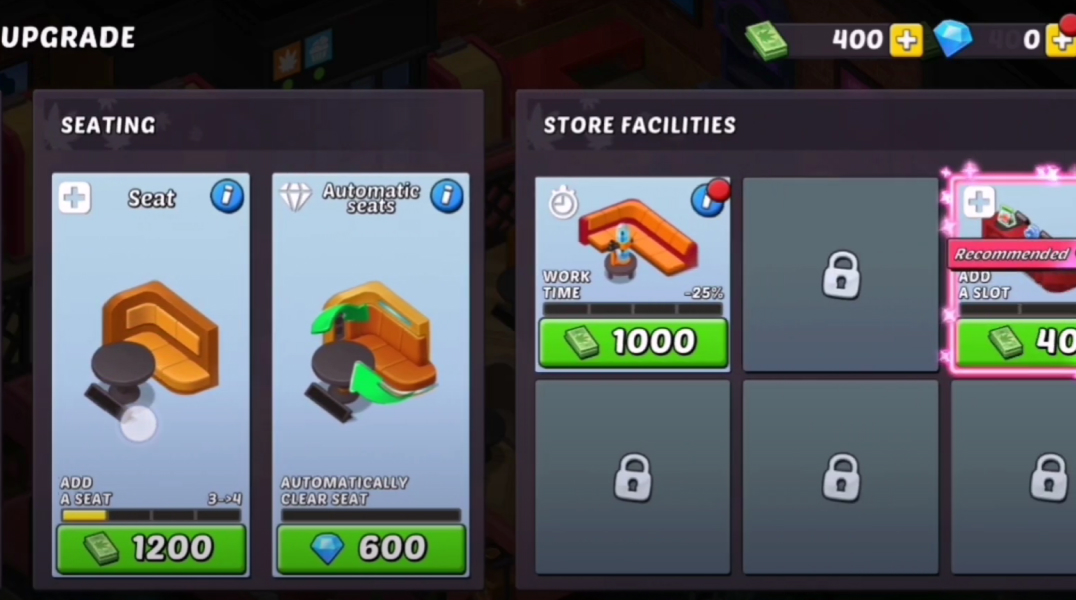 UPGRADE
400
0
SEATING
STORE FACILITIES
Seat
Automatic
seats
WORK
TIME
-25%
Recommended
ADD
A SLOT
1000
40
ADD
A SEAT
3->4
AUTOMATICALLY
CLEAR SEAT
1200
600